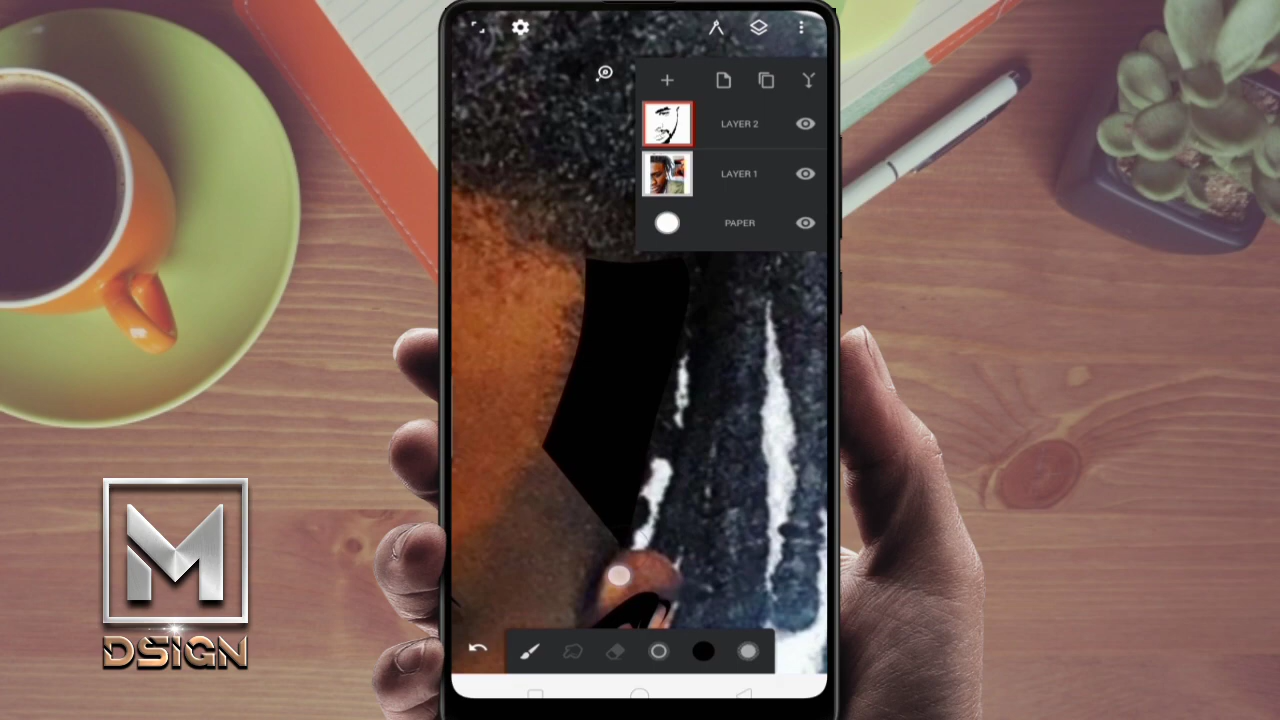 LAYER 2
LAYER 1
PAPER
M
DSIGN